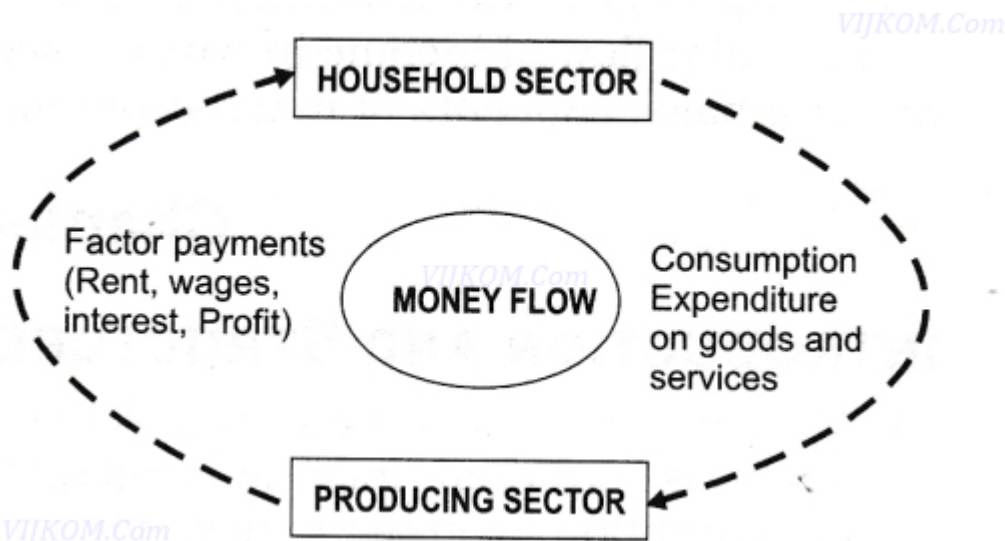 VIJKOM.Com
HOUSEHOLD SECTOR
Factor payments
(Rent, wages,
interest, Profit)
VIJKOM.Com
MONEY FLOW
Consumption
Expenditure
on goods and
services
PRODUCING SECTOR
VIJKOM.Com